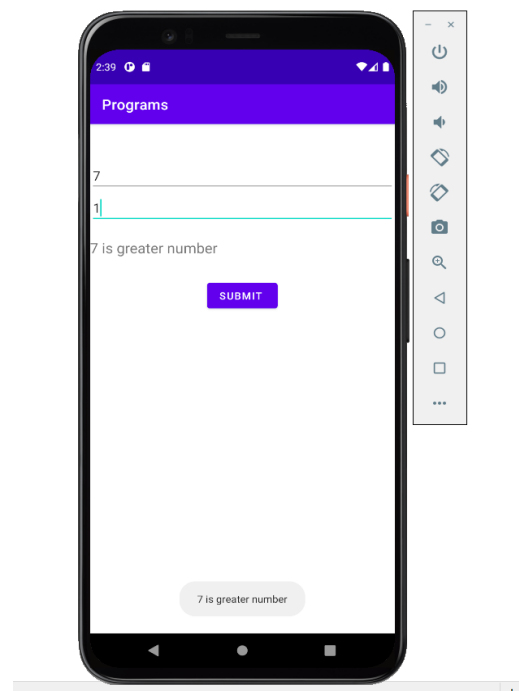 2:39
Programs
7
1
7 is greater number
SUBMIT
7 is greater number